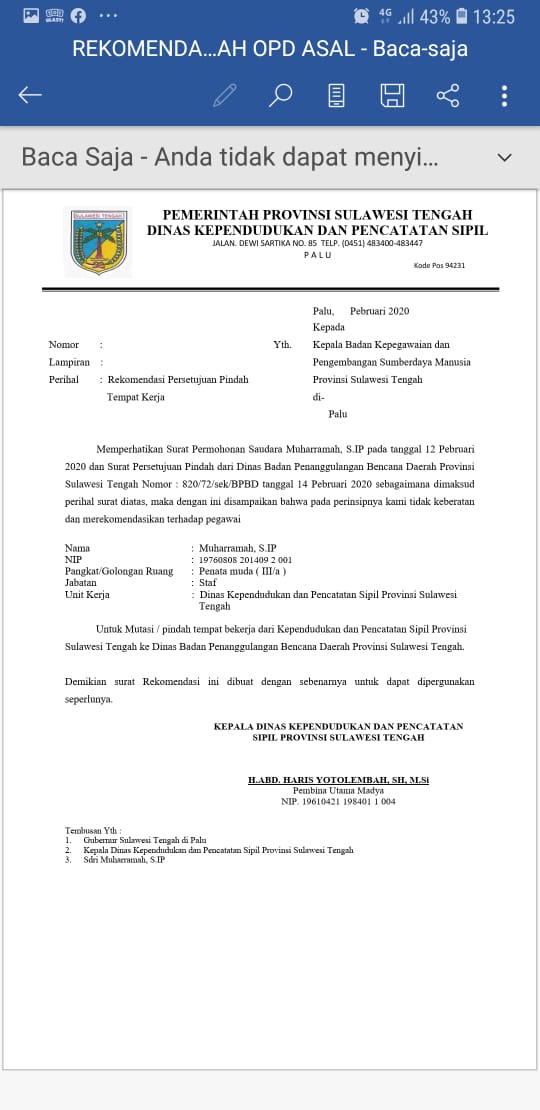 4G 43% 13:25
REKOMENDA...AH OPD ASAL - Baca-saja
Baca Saja - Anda tidak dapat menyi...
SULAWESI TENGAH
PEMERINTAH PROVINSI SULAWESI TENGAH
DINAS KEPENDUDUKAN DAN PENCATATAN SIPIL
JALAN. DEWI SARTIKA NO. 85 TELP. (0451) 483400-483447
P A L U
Kode Pos 94231
Palu, Pebruari 2020
Kepada
Nomor : Yth. Kepala Badan Kepegawaian dan
Lampiran : Pengembangan Sumberdaya Manusia
Perihal : Rekomendasi Persetujuan Pindah Provinsi Sulawesi Tengah
Tempat Kerja di-
Palu
Memperhatikan Surat Permohonan Saudara Muharramah, S.IP pada tanggal 12 Pebruari
2020 dan Surat Persetujuan Pindah dari Dinas Badan Penanggulangan Bencana Daerah Provinsi
Sulawesi Tengah Nomor : 820/72/sek/BPBD tanggal 14 Pebruari 2020 sebagaimana dimaksud
perihal surat diatas, maka dengan ini disampaikan bahwa pada perinsipnya kami tidak keberatan
dan merekomendasikan terhadap pegawai
Nama : Muharramah, S.IP
NIP : 19760808 201409 2 001
Pangkat/Golongan Ruang : Penata muda ( III/a )
Jabatan : Staf
Unit Kerja : Dinas Kependudukan dan Pencatatan Sipil Provinsi Sulawesi
Tengah
Untuk Mutasi / pindah tempat bekerja dari Kependudukan dan Pencatatan Sipil Provinsi
Sulawesi Tengah ke Dinas Badan Penanggulangan Bencana Daerah Provinsi Sulawesi Tengah.
Demikian surat Rekomendasi ini dibuat dengan sebenarnya untuk dapat dipergunakan
seperlunya.
KEPALA DINAS KEPENDUDUKAN DAN PENCATATAN
SIPIL PROVINSI SULAWESI TENGAH
H.ABD. HARIS YOTOLEMBAH, SH, M.Si
Pembina Utama Madya
NIP. 19610421 198401 1 004
Tembusan Yth :
1. Gubernur Sulawesi Tengah di Palu
2. Kepala Dinas Kependudukan dan Pencatatan Sipil Provinsi Sulawesi Tengah
3. Sdri Muharramah, S.IP